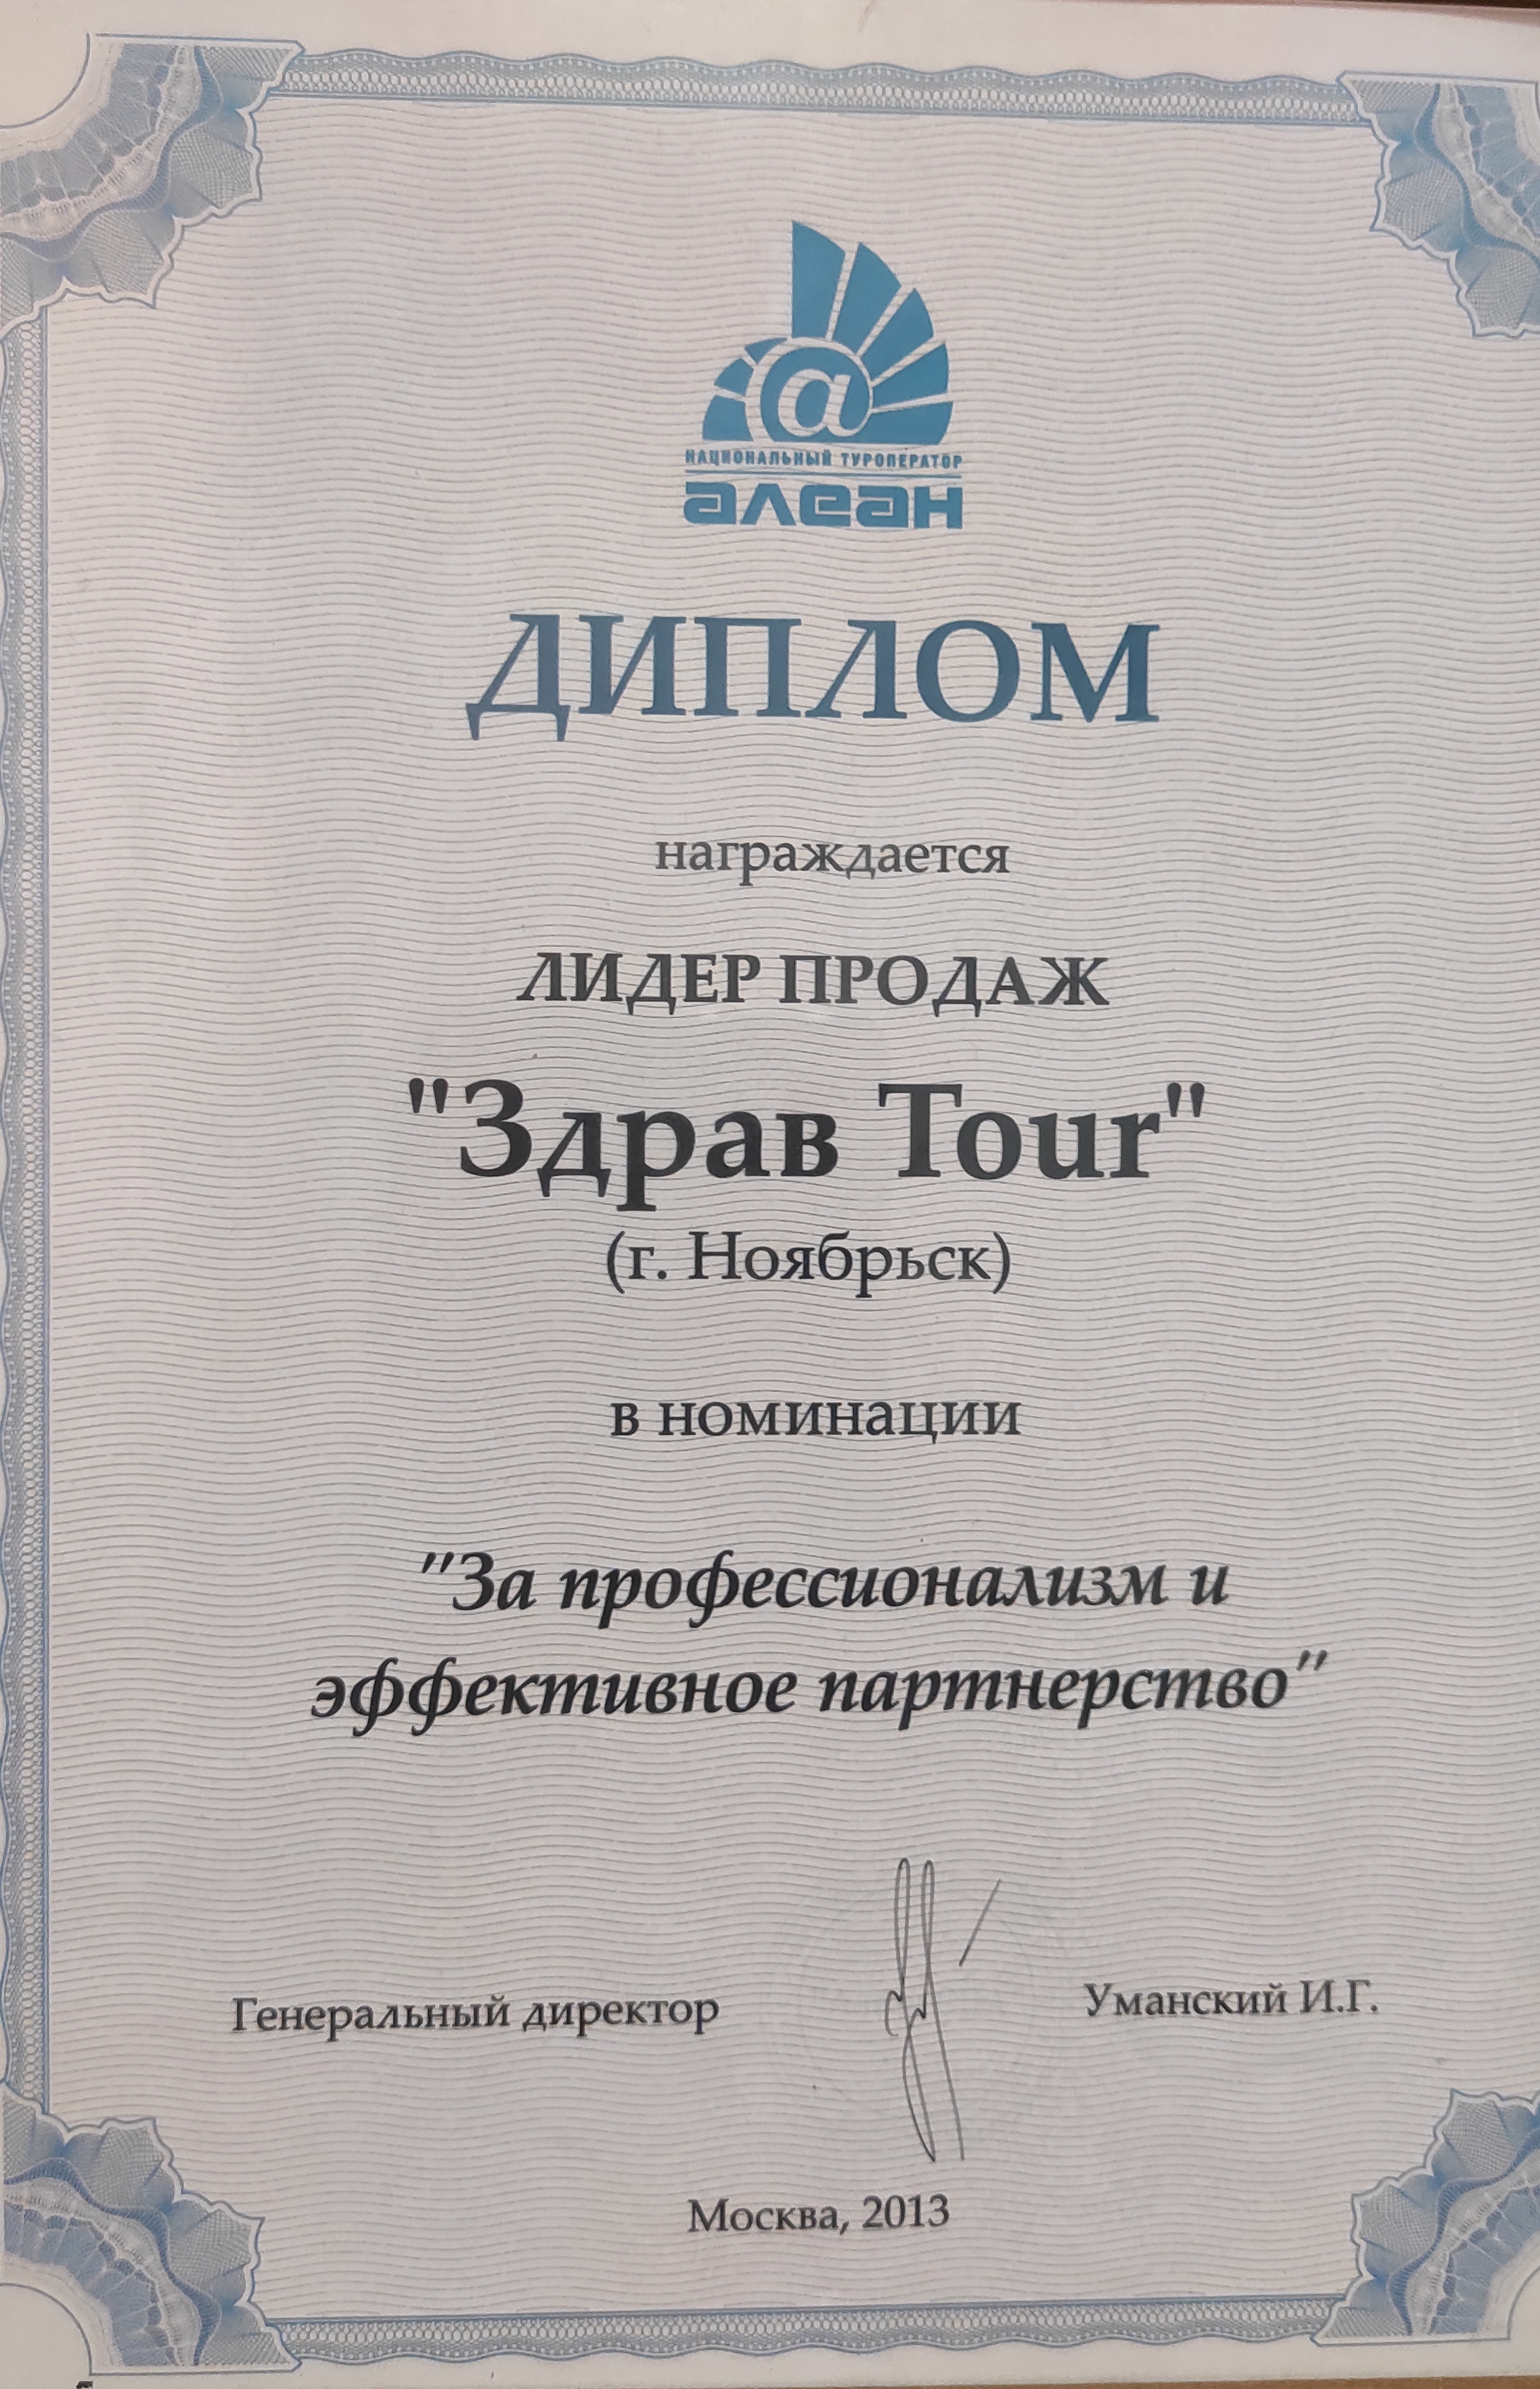 @
НАЦИОНАЛЬНЫЙ ТУРОПЕРАТОР
алеан
ДИПЛОМ
награждается
ЛИДЕР ПРОДАЖ
"Здрав Tour"
(г. Ноябрьск)
в номинации
"За профессионализм и
эффективное партнерство"
Генеральный директор Уманский И.Г.
Москва, 2013